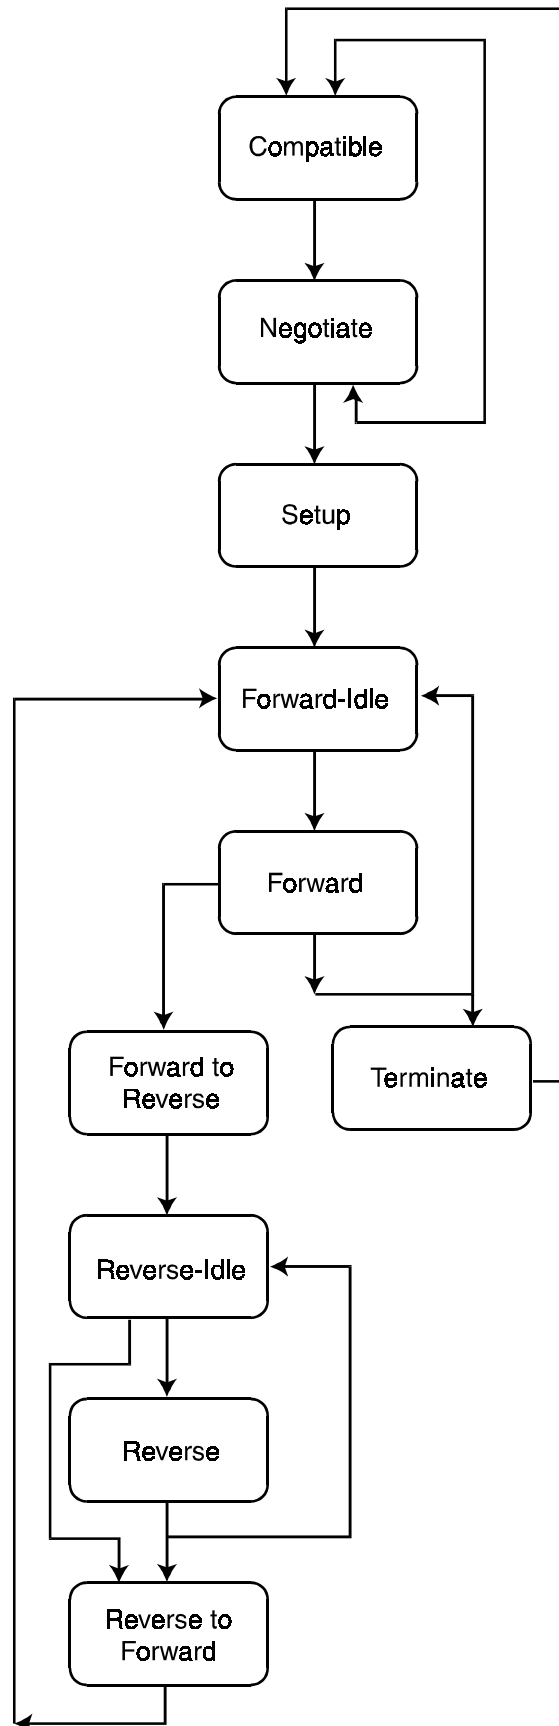 Compatible
Negotiate
Setup
Forward-Idle
Forward
Forward to
Reverse
Terminate
Reverse-Idle
Reverse
Reverse to
Forward